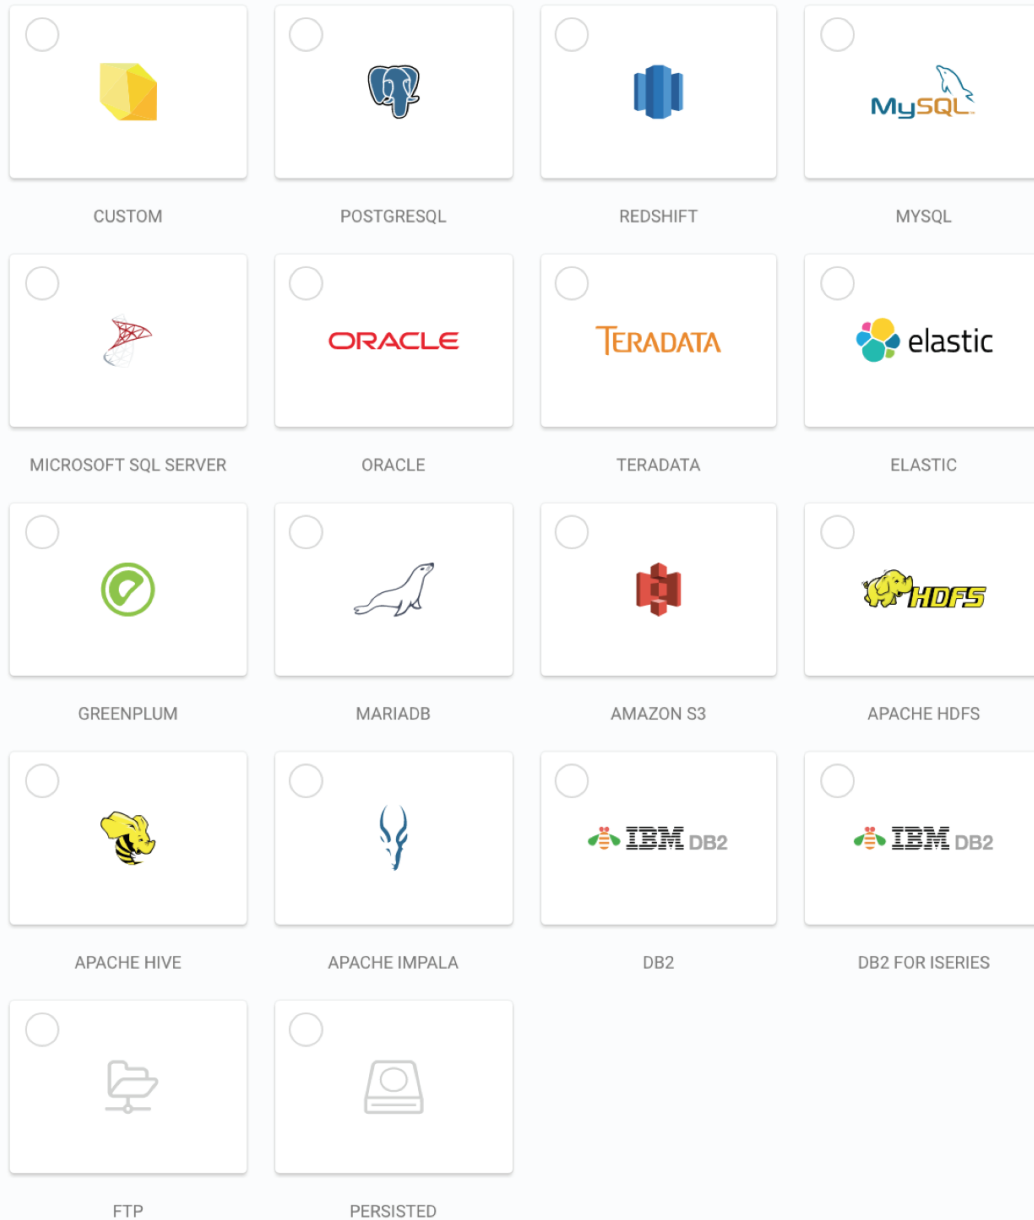 MySQL
CUSTOM
POSTGRESQL
REDSHIFT
MYSQL
ORACLE
TERADATA
elastic
MICROSOFT SQL SERVER
ORACLE
TERADATA
ELASTIC
HDFS
GREENPLUM
MARIADB
AMAZON S3
APACHE HDFS
IBM DB2
IBM DB2
APACHE HIVE
APACHE IMPALA
DB2
DB2 FOR ISERIES
FTP
PERSISTED